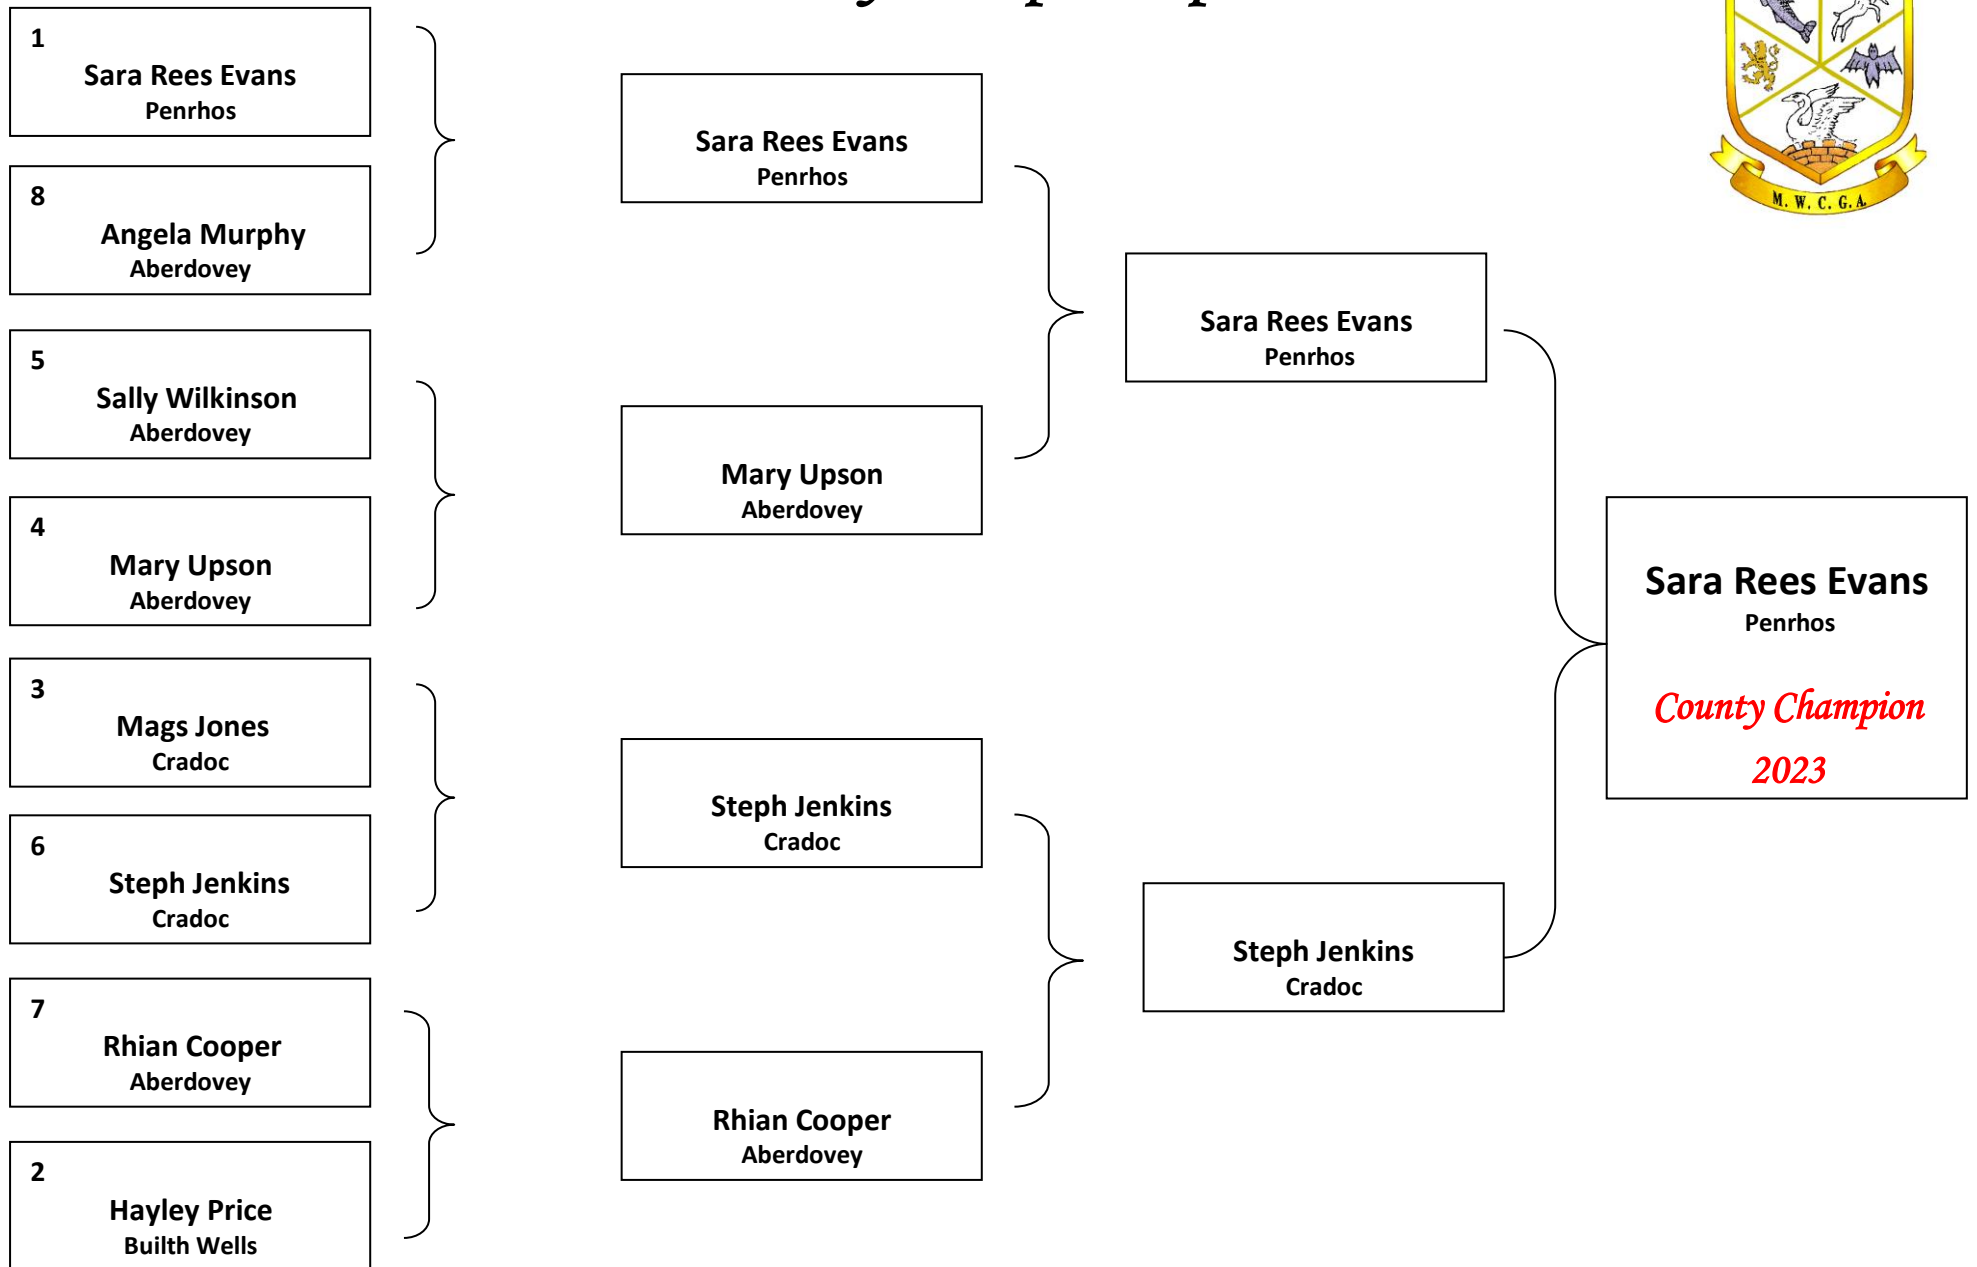 1
Sara Rees Evans
Penrhos
8
Angela Murphy
Aberdovey
5
Sally Wilkinson
Aberdovey
4
Mary Upson
Aberdovey
3
Mags Jones
Cradoc
6
Steph Jenkins
Cradoc
7
Rhian Cooper
Aberdovey
2
Hayley Price
Builth Wells
Sara Rees Evans
Penrhos
Mary Upson
Aberdovey
Steph Jenkins
Cradoc
Rhian Cooper
Aberdovey
Sara Rees Evans
Penrhos
Steph Jenkins
Cradoc
Sara Rees Evans
Penrhos
County Champion
2023
M. W. C. G. A.